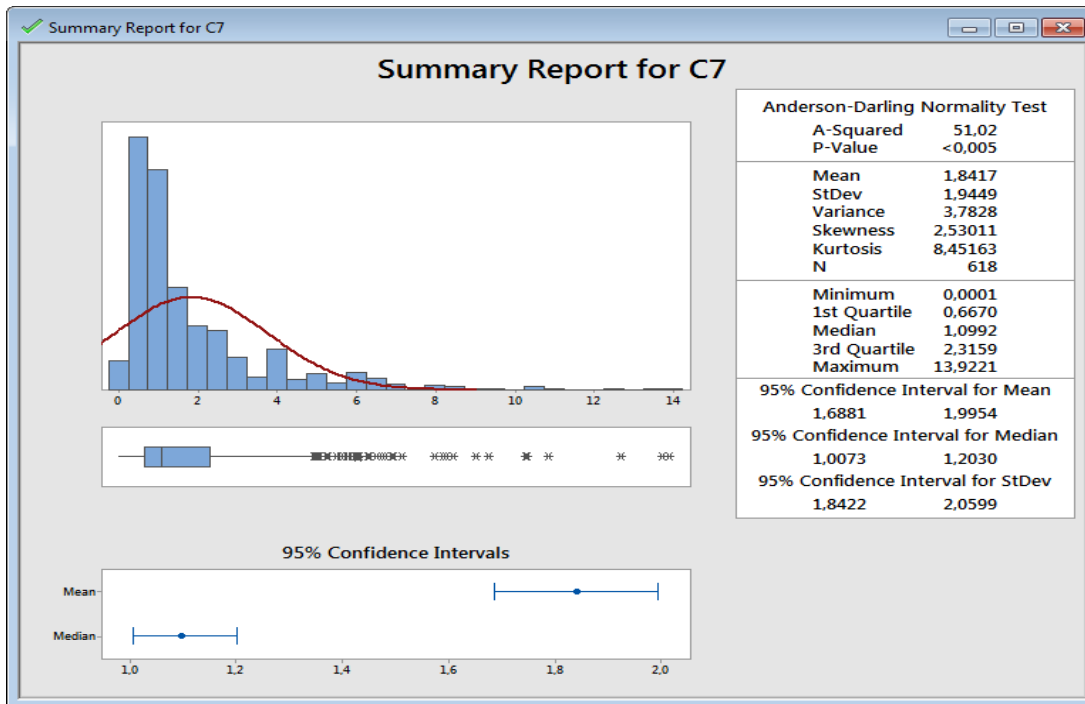 Summary Report for C7
Summary Report for C7
Anderson-Darling Normality Test
A-Squared 51,02
P-Value <0,005
Mean 1,8417
StDev 1,9449
Variance 3,7828
Skewness 2,53011
Kurtosis 8,45163
N 618
Minimum 0,0001
1st Quartile 0,6670
Median 1,0992
3rd Quartile 2,3159
Maximum 13,9221
95% Confidence Interval for Mean
1,6881 1,9954
95% Confidence Interval for Median
1,0073 1,2030
95% Confidence Interval for StDev
1,8422 2,0599
0 2 4 6 8 10 12 14
95% Confidence Intervals
Mean
Median
1,0 1,2 1,4 1,6 1,8 2,0